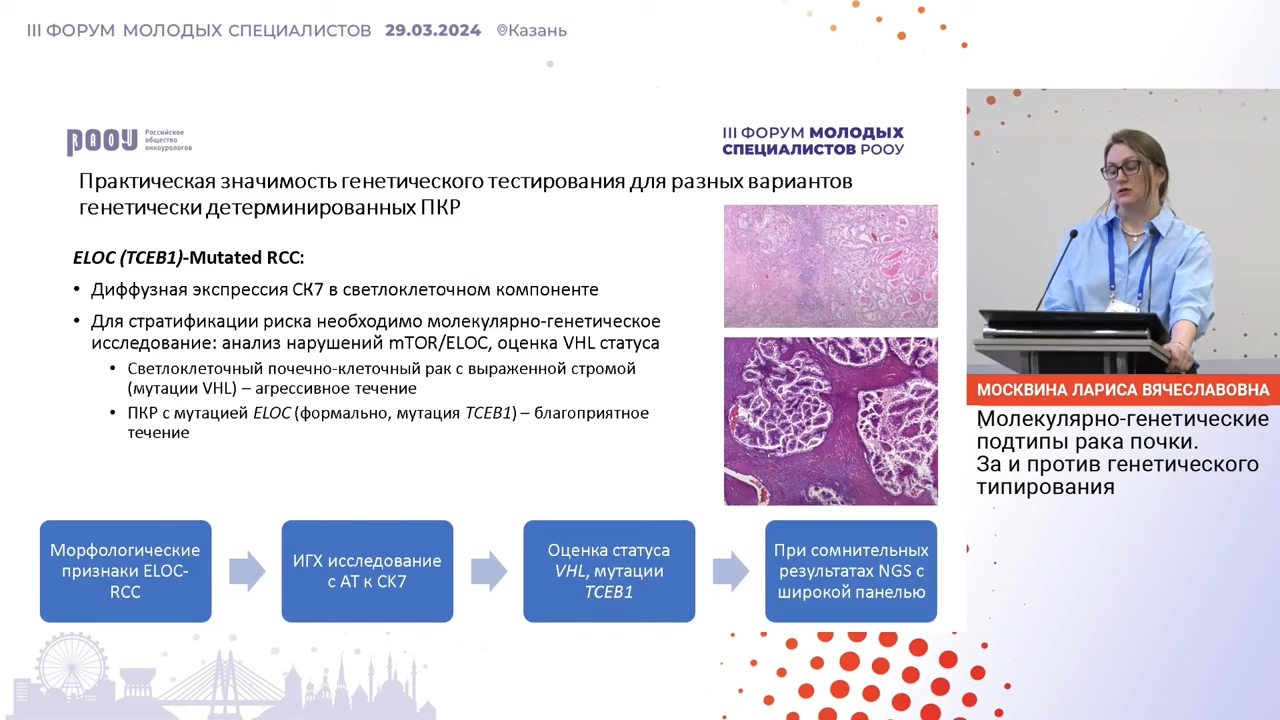 III ФОРУМ МОЛОДЫХ СПЕЦИАЛИСТОВ 29.03.2024 Казань
РООУ
Российское
общество
онкоурологов
III ФОРУМ МОЛОДЫХ
СПЕЦИАЛИСТОВ РООУ
Практическая значимость генетического тестирования для разных вариантов
генетически детерминированных ПКР
ELOC (TCEB1)-Mutated RCC:
• Диффузная экспрессия СК7 в светлоклеточном компоненте
• Для стратификации риска необходимо молекулярно-генетическое
исследование: анализ нарушений mTOR/ELOC, оценка VHL статуса
• Светлоклеточный почечно-клеточный рак с выраженной стромой
(мутации VHL) – агрессивное течение
• ПКР с мутацией ELOC (формально, мутация TCEB1) – благоприятное
течение
Морфологические
признаки ELOC-
RCC
ИГХ исследование
с АТ к СК7
Оценка статуса
VHL, мутации
TCEB1
При сомнительных
результатах NGS с
широкой панелью
МОСКВИНА ЛАРИСА ВЯЧЕСЛАВОВНА
Молекулярно-генетические
подтипы рака почки.
За и против генетического
типирования